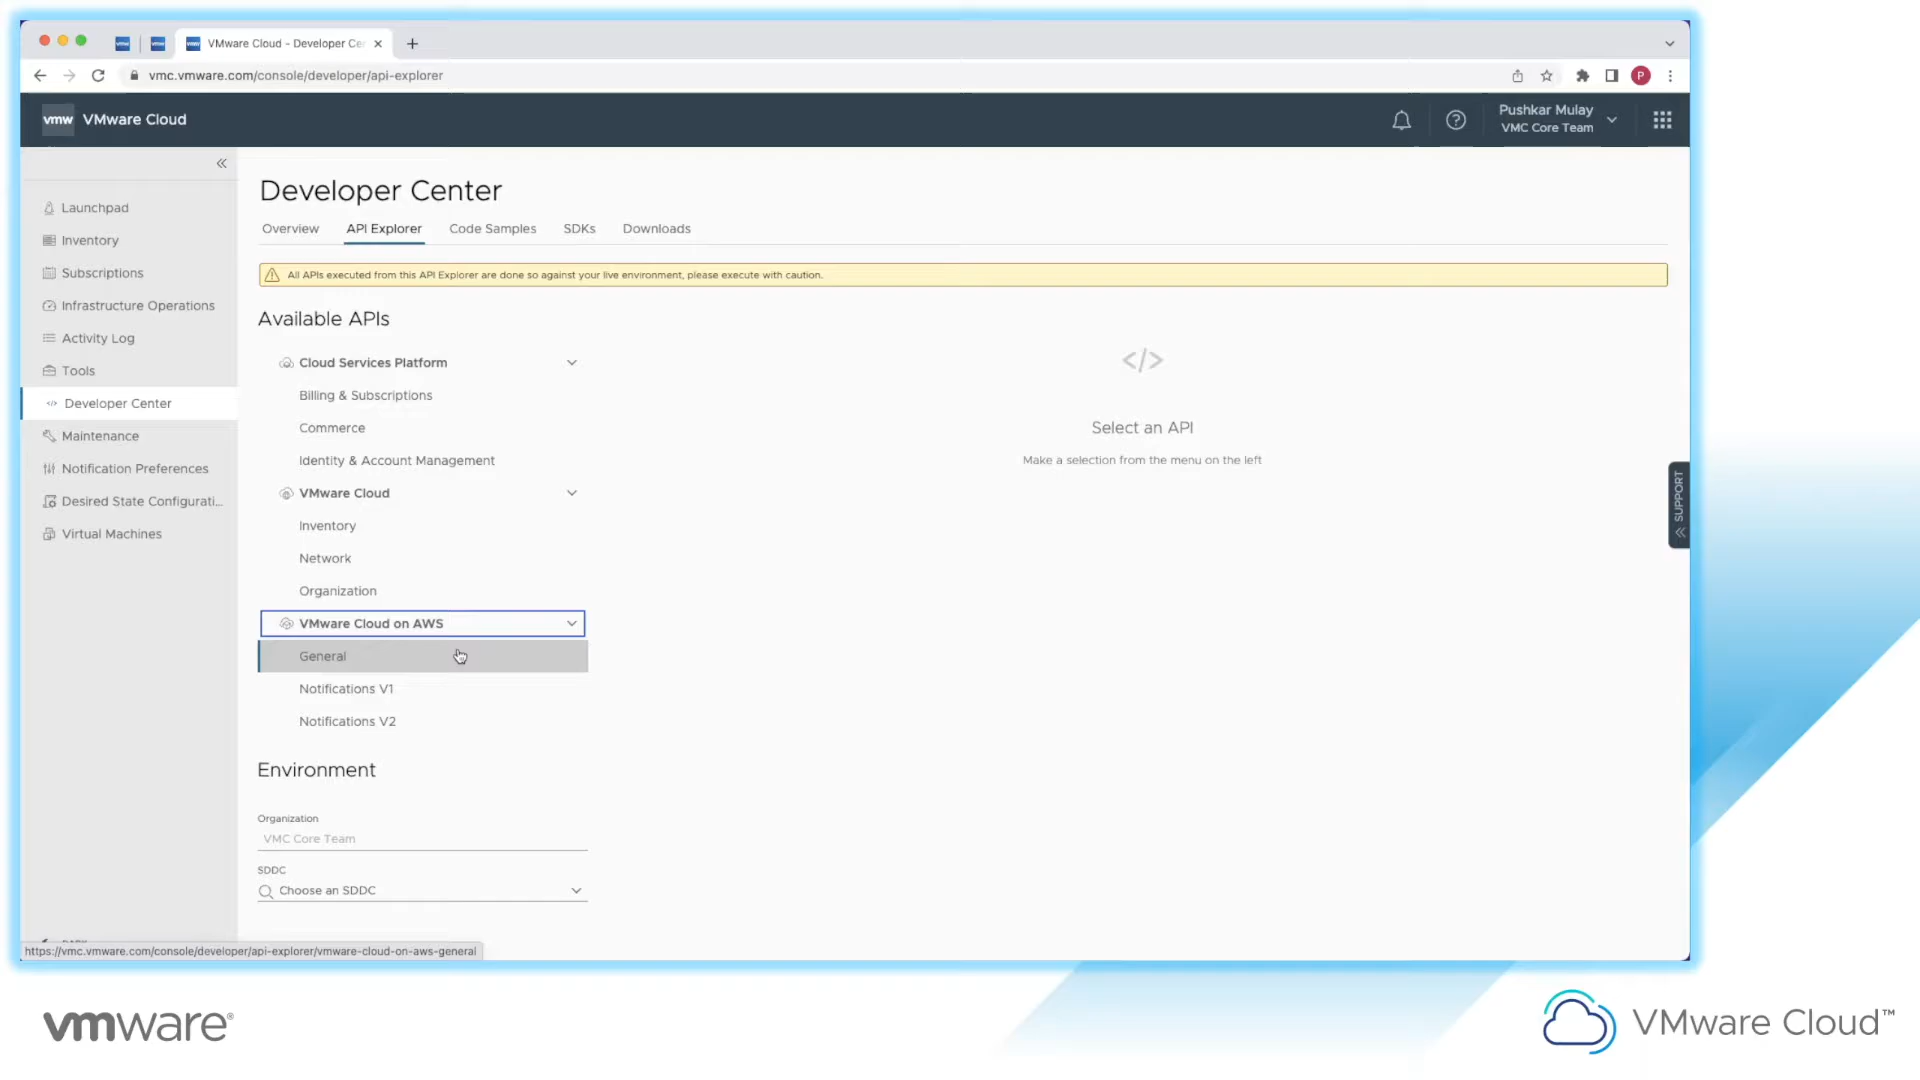 VMware Cloud - Developer Ce
vmc.vmware.com/console/developer/api-explorer
P
vmw VMware Cloud
Pushkar Mulay
VMC Core Team
Launchpad
Inventory
Subscriptions
Infrastructure Operations
Activity Log
Tools
Developer Center
Maintenance
Notification Preferences
Desired State Configurati...
Virtual Machines
Developer Center
Overview API Explorer Code Samples SDKs Downloads
All APIs executed from this API Explorer are done so against your live environment, please execute with caution.
Available APIs
Cloud Services Platform
Billing & Subscriptions
Commerce
Identity & Account Management
VMware Cloud
Inventory
Network
Organization
VMware Cloud on AWS
General
Notifications V1
Notifications V2
Environment
Organization
VMC Core Team
SDDC
Choose an SDDC
</>
Select an API
Make a selection from the menu on the left
SUPPORT
https://vmc.vmware.com/console/developer/api-explorer/vmware-cloud-on-aws-general
vmware®
VMware Cloud™